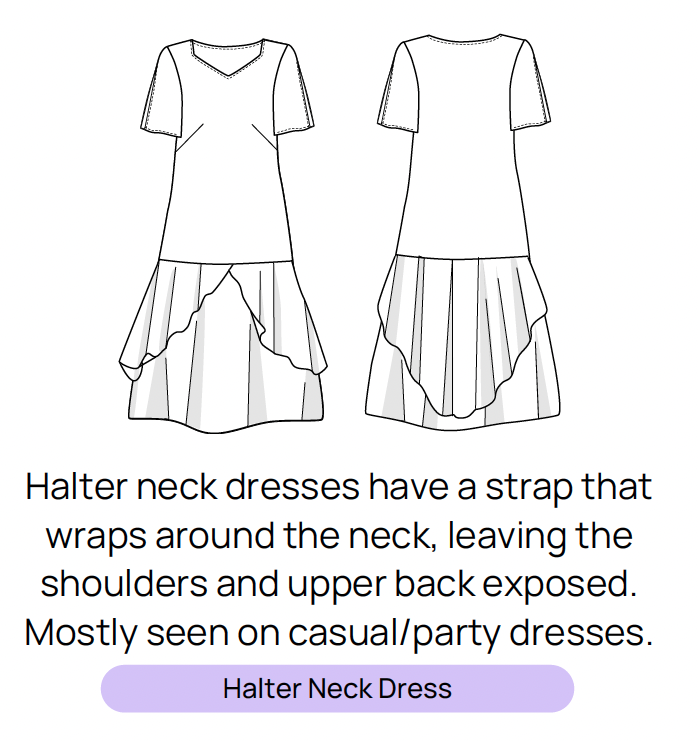 Halter neck dresses have a strap that
wraps around the neck, leaving the
shoulders and upper back exposed.
Mostly seen on casual/party dresses.
Halter Neck Dress